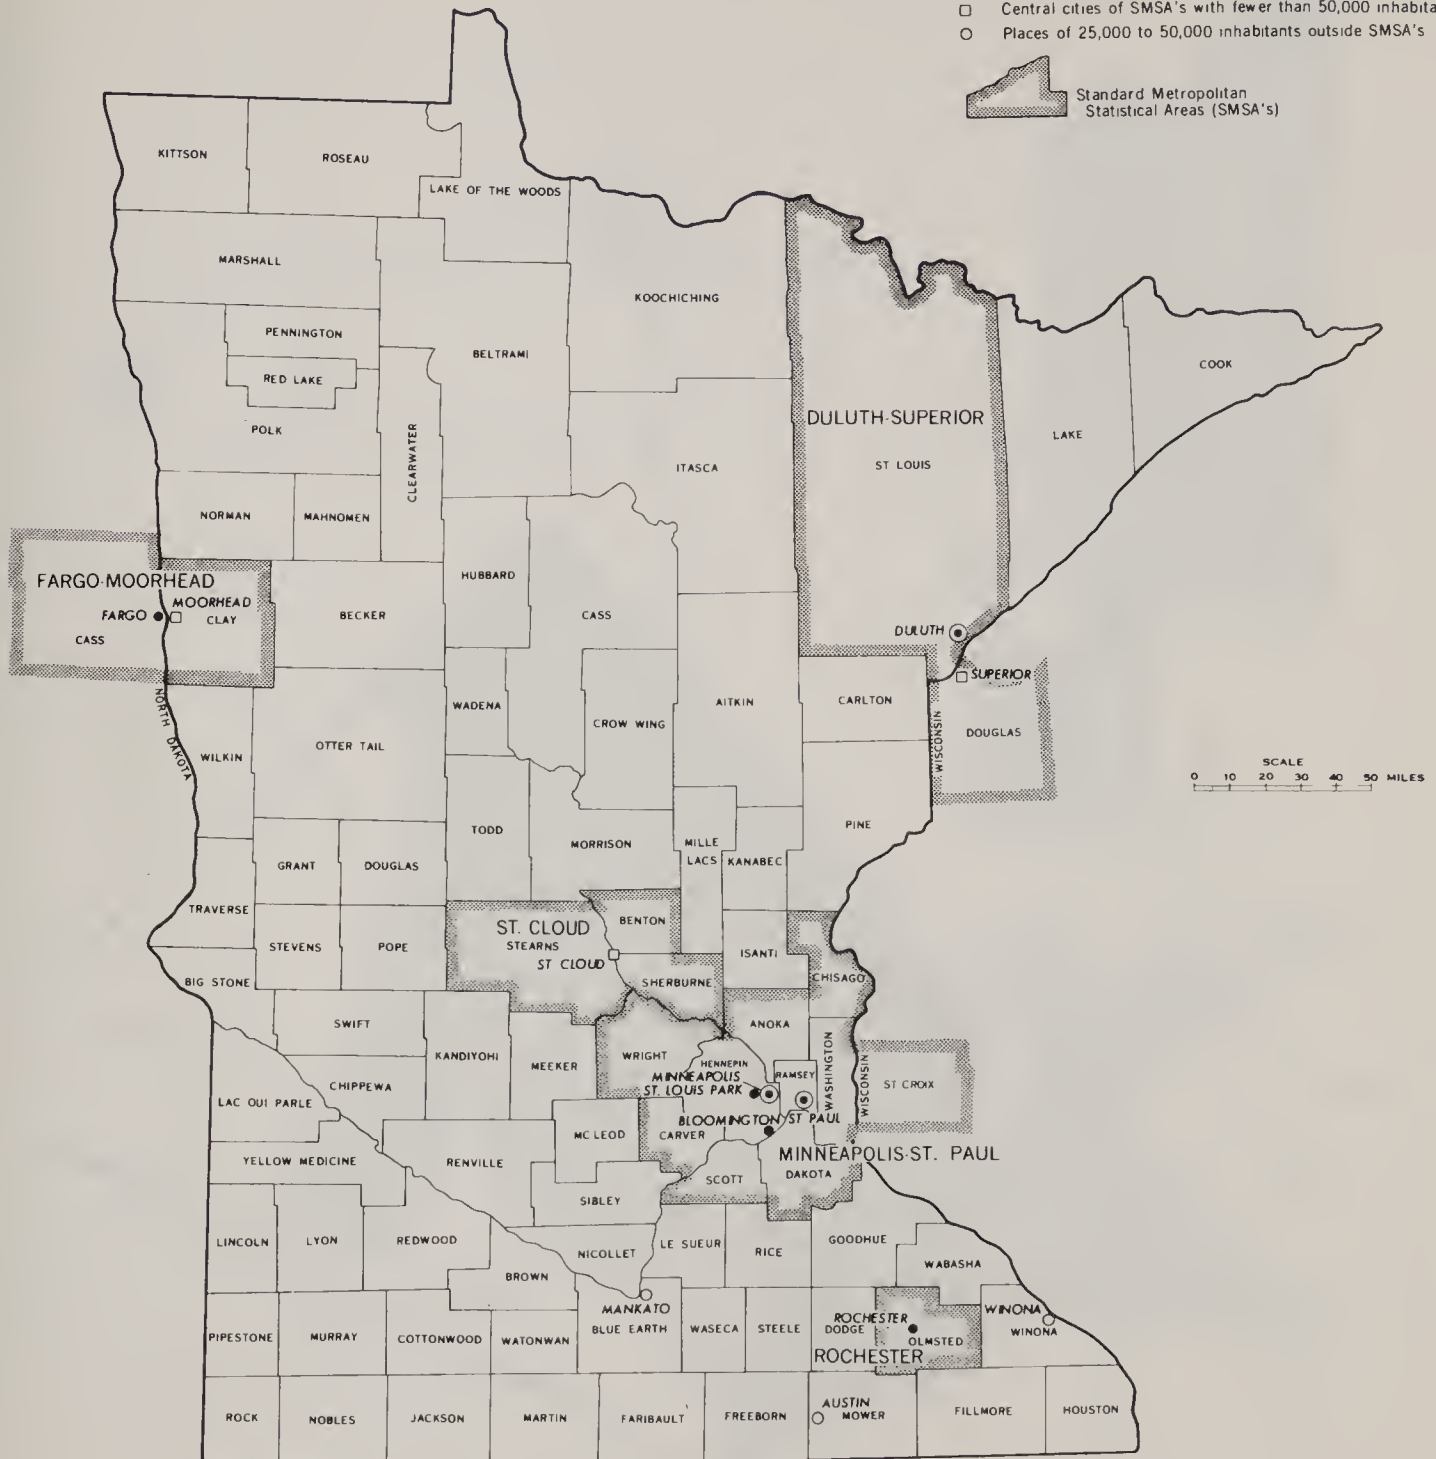 □ Central cities of SMSA's with fewer than 50,000 inhabita
○ Places of 25,000 to 50,000 inhabitants outside SMSA's
Standard Metropolitan
Statistical Areas (SMSA's)
KITTSON
ROSEAU
LAKE OF THE WOODS
MARSHALL
KOOCHICHING
PENNINGTON
BELTRAMI
RED LAKE
COOK
POLK
CLEARWATER
DULUTH-SUPERIOR
LAKE
ST LOUIS
ITASCA
NORMAN
MAHNOMEN
FARGO-MOORHEAD
HUBBARD
MOORHEAD
FARGO
CLAY
BECKER
CASS
CASS
DULUTH
SUPERIOR
NORTH DAKOTA
WADENA
AITKIN
CARLTON
CROW WING
WISCONSIN
DOUGLAS
OTTER TAIL
WILKIN
SCALE
0 10 20 30 40 50 MILES
TODD
MORRISON
MILLE
LACS
KANABEC
PINE
GRANT
DOUGLAS
TRAVERSE
BENTON
ST. CLOUD
STEARNS
STEVENS
POPE
ISANTI
ST CLOUD
CHISAGO
BIG STONE
SHERBURNE
SWIFT
ANOKA
KANDIYOHI
WRIGHT
HENNEPIN
WASHINGTON
MEEKER
MINNEAPOLIS
RAMSEY
WISCONSIN
ST CROIX
CHIPPEWA
ST. LOUIS PARK
LAC QUI PARLE
BLOOMINGTON
ST PAUL
MC LEOD
CARVER
MINNEAPOLIS-ST. PAUL
YELLOW MEDICINE
RENVILLE
SCOTT
DAKOTA
SIBLEY
LINCOLN
LYON
REDWOOD
NICOLLET
LE SUEUR
RICE
GOODHUE
WABASHA
BROWN
MANKATO
WINONA
PIPESTONE
MURRAY
COTTONWOOD
WATONWAN
BLUE EARTH
WASECA
STEELE
DODGE
ROCHESTER
OLMSTED
WINONA
ROCHESTER
ROCK
NOBLES
JACKSON
MARTIN
FARIBAULT
FREEBORN
AUSTIN
MOWER
FILLMORE
HOUSTON